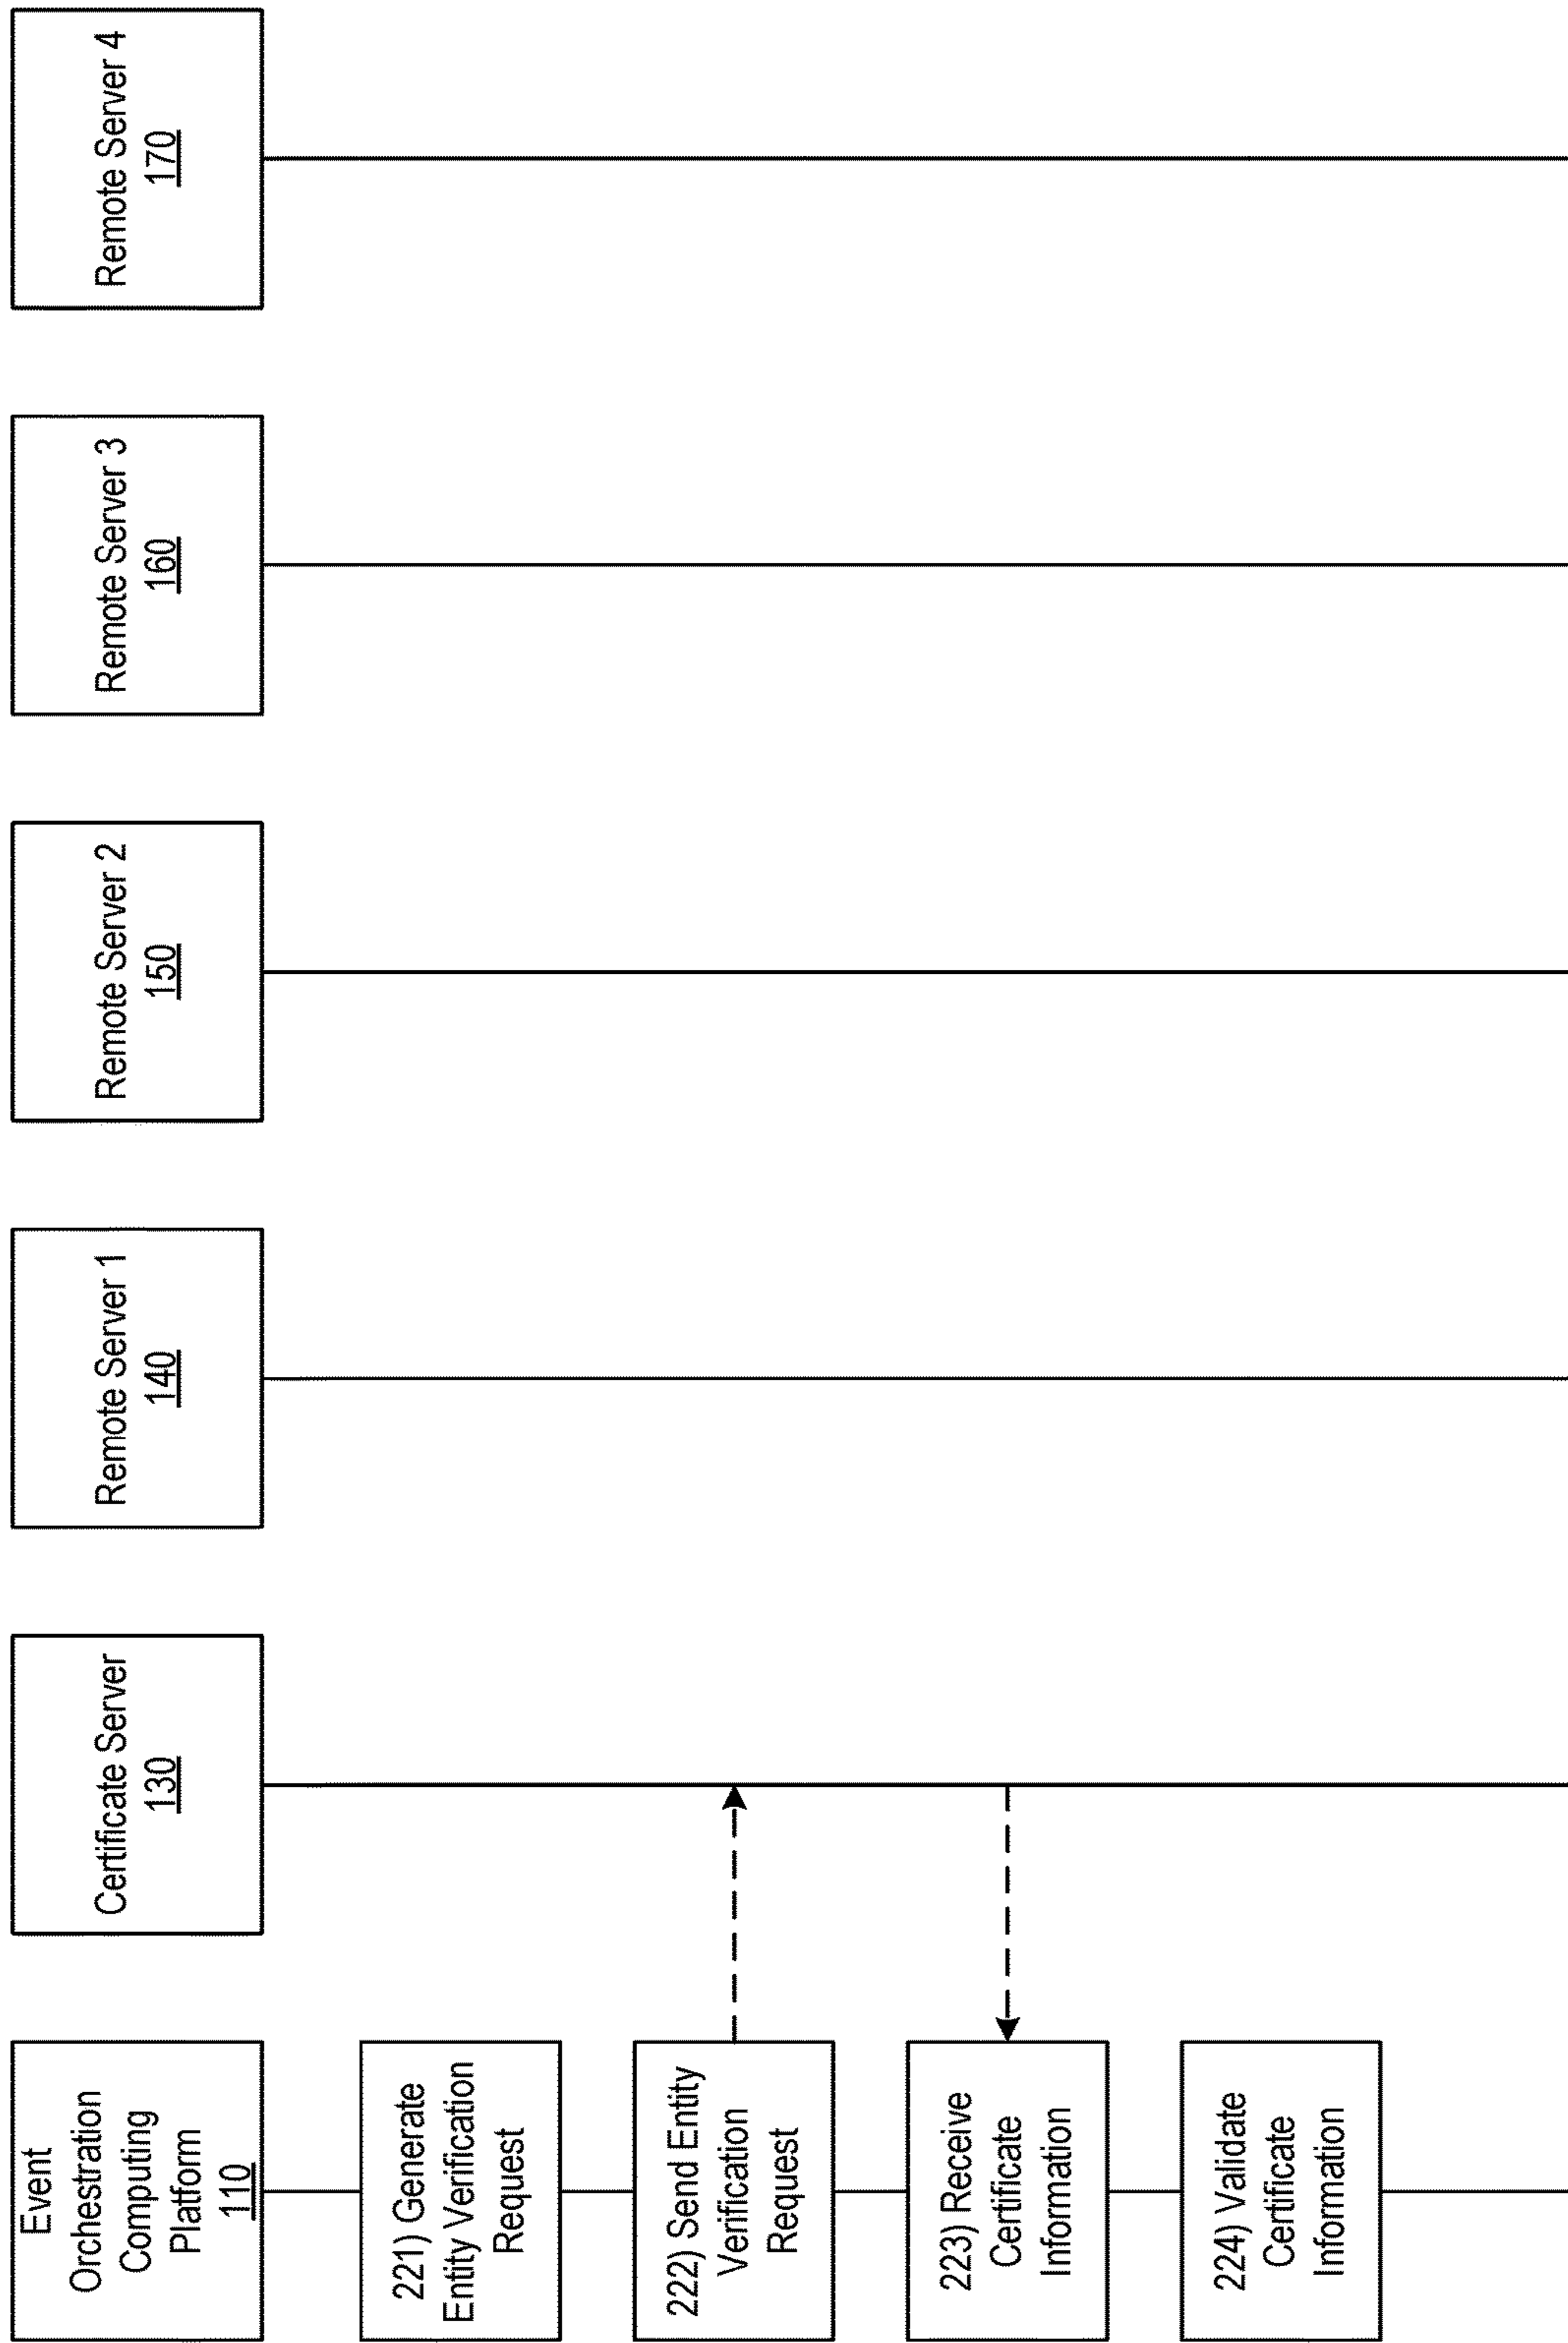 Event
Orchestration
Computing
Platform
110
Certificate Server
130
Remote Server 1
140
Remote Server 2
150
Remote Server 3
160
Remote Server 4
170
221) Generate
Entity Verification
Request
222) Send Entity
Verification
Request
223) Receive
Certificate
Information
224) Validate
Certificate
Information